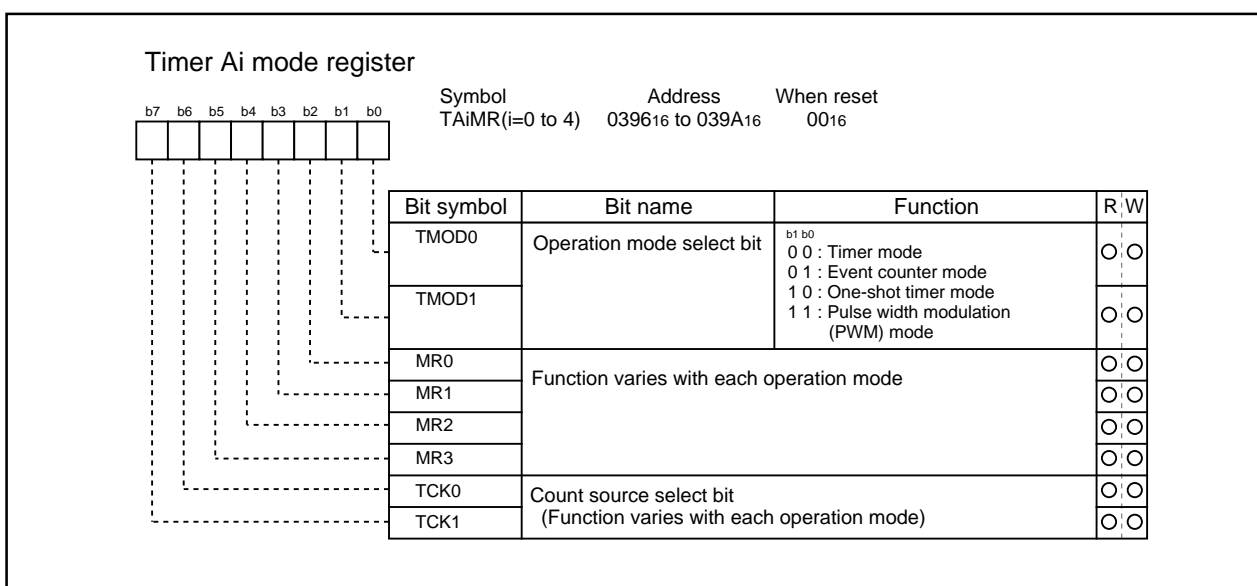 Timer Ai mode register
Symbol Address When reset
TAiMR(i=0 to 4) 039616 to 039A16 0016
b7 b6 b5 b4 b3 b2 b1 b0
Bit symbol Bit name Function R W
TMOD0 Operation mode select bit b1 b0
0 0 : Timer mode
0 1 : Event counter mode
TMOD1 1 0 : One-shot timer mode
1 1 : Pulse width modulation
(PWM) mode
MR0 Function varies with each operation mode
MR1
MR2
MR3
TCK0 Count source select bit
TCK1 (Function varies with each operation mode)